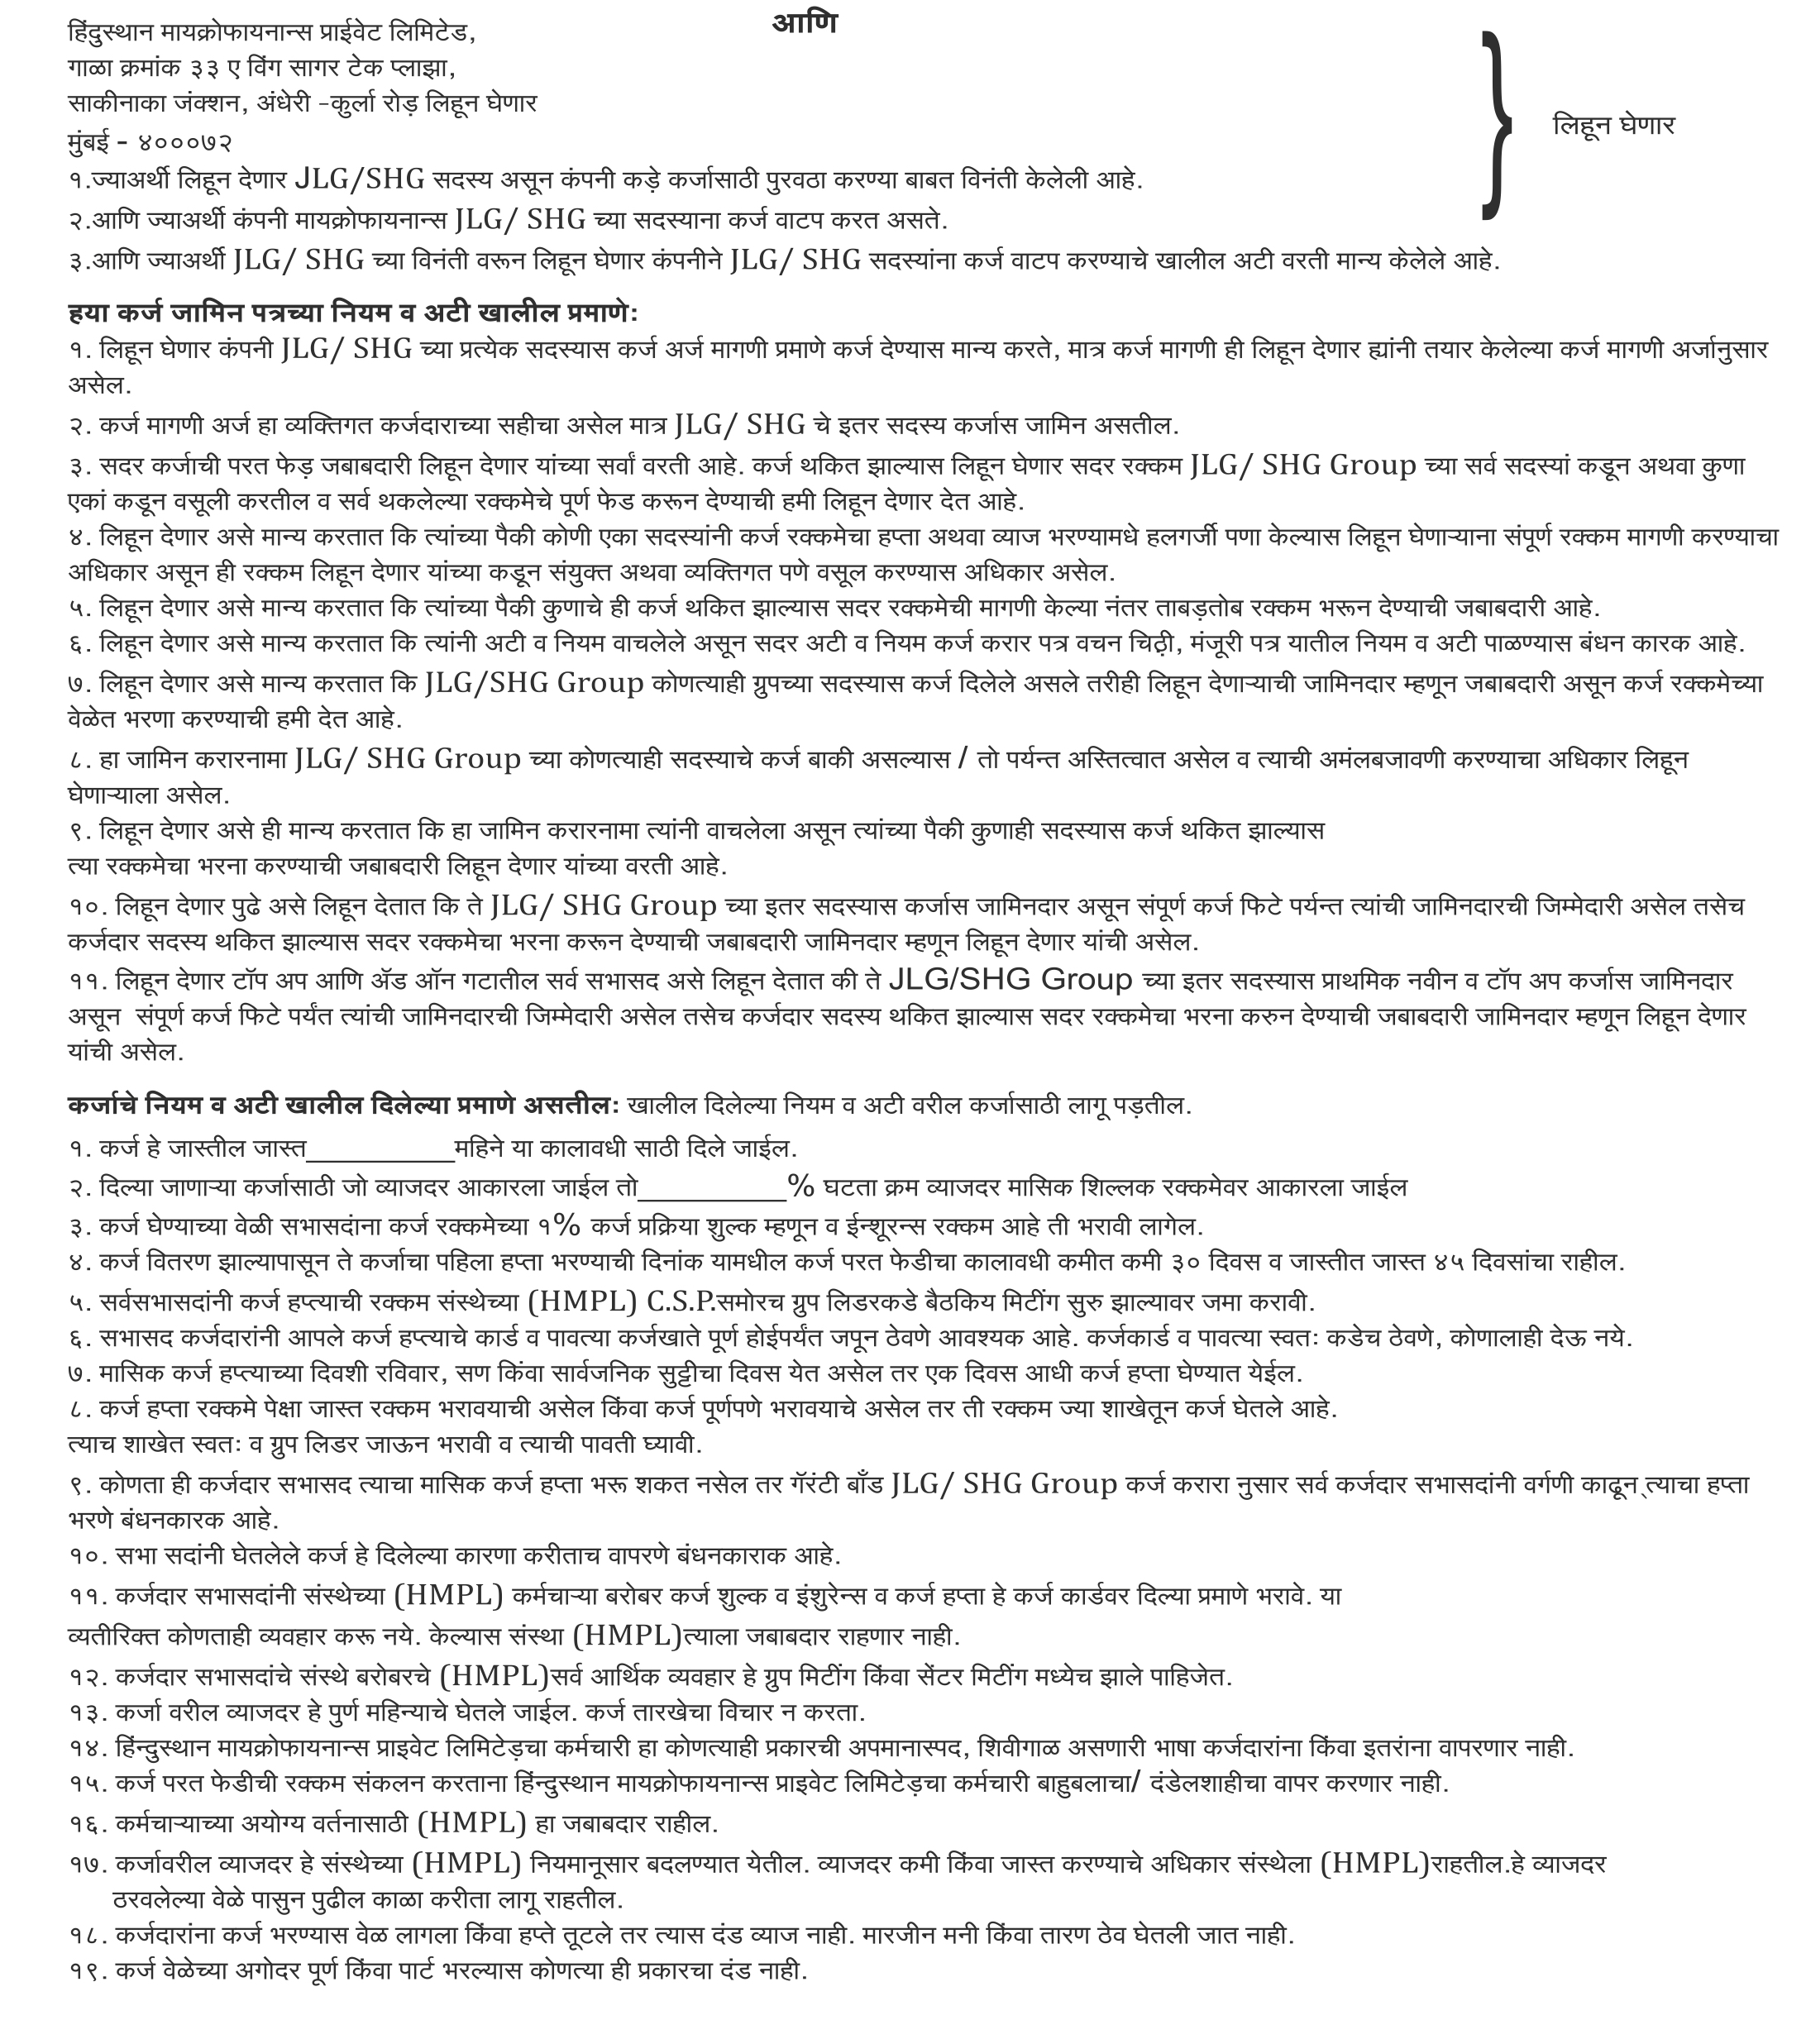 आणि
हिंदुस्थान मायक्रोफायनान्स प्राईवेट लिमिटेड,
गाळा क्रमांक ३३ ए विंग सागर टेक प्लाझा,
साकीनाका जंक्शन, अंधेरी -कुर्ला रोड़ लिहून घेणार
मुंबई - ४०००७२
लिहून घेणार
१.ज्याअर्थी लिहून देणार JLG/SHG सदस्य असून कंपनी कड़े कर्जासाठी पुरवठा करण्या बाबत विनंती केलेली आहे.
२.आणि ज्याअर्थी कंपनी मायक्रोफायनान्स JLG/ SHG च्या सदस्याना कर्ज वाटप करत असते.
३.आणि ज्याअर्थी JLG/ SHG च्या विनंती वरून लिहून घेणार कंपनीने JLG/ SHG सदस्यांना कर्ज वाटप करण्याचे खालील अटी वरती मान्य केलेले आहे.
हया कर्ज जामिन पत्रच्या नियम व अटी खालील प्रमाणे:
१. लिहून घेणार कंपनी JLG/ SHG च्या प्रत्येक सदस्यास कर्ज अर्ज मागणी प्रमाणे कर्ज देण्यास मान्य करते, मात्र कर्ज मागणी ही लिहून देणार ह्यांनी तयार केलेल्या कर्ज मागणी अर्जानुसार
असेल.
२. कर्ज मागणी अर्ज हा व्यक्तिगत कर्जदाराच्या सहीचा असेल मात्र JLG/ SHG चे इतर सदस्य कर्जास जामिन असतील.
३. सदर कर्जाची परत फेड़ जबाबदारी लिहून देणार यांच्या सर्वां वरती आहे. कर्ज थकित झाल्यास लिहून घेणार सदर रक्कम JLG/ SHG Group च्या सर्व सदस्यां कडून अथवा कुणा
एकां कडून वसूली करतील व सर्व थकलेल्या रक्कमेचे पूर्ण फेड करून देण्याची हमी लिहून देणार देत आहे.
४. लिहून देणार असे मान्य करतात कि त्यांच्या पैकी कोणी एका सदस्यांनी कर्ज रक्कमेचा हप्ता अथवा व्याज भरण्यामधे हलगर्जी पणा केल्यास लिहून घेणाऱ्याना संपूर्ण रक्कम मागणी करण्याचा
अधिकार असून ही रक्कम लिहून देणार यांच्या कडून संयुक्त अथवा व्यक्तिगत पणे वसूल करण्यास अधिकार असेल.
५. लिहून देणार असे मान्य करतात कि त्यांच्या पैकी कुणाचे ही कर्ज थकित झाल्यास सदर रक्कमेची मागणी केल्या नंतर ताबड़तोब रक्कम भरून देण्याची जबाबदारी आहे.
६. लिहून देणार असे मान्य करतात कि त्यांनी अटी व नियम वाचलेले असून सदर अटी व नियम कर्ज करार पत्र वचन चिठ़ी, मंजूरी पत्र यातील नियम व अटी पाळण्यास बंधन कारक आहे.
७. लिहून देणार असे मान्य करतात कि JLG/SHG Group कोणत्याही ग्रुपच्या सदस्यास कर्ज दिलेले असले तरीही लिहून देणाऱ्याची जामिनदार म्हणून जबाबदारी असून कर्ज रक्कमेच्या
वेळेत भरणा करण्याची हमी देत आहे.
८. हा जामिन करारनामा JLG/ SHG Group च्या कोणत्याही सदस्याचे कर्ज बाकी असल्यास / तो पर्यन्त अस्तित्वात असेल व त्याची अमंलबजावणी करण्याचा अधिकार लिहून
घेणाऱ्याला असेल.
९. लिहून देणार असे ही मान्य करतात कि हा जामिन करारनामा त्यांनी वाचलेला असून त्यांच्या पैकी कुणाही सदस्यास कर्ज थकित झाल्यास
त्या रक्कमेचा भरना करण्याची जबाबदारी लिहून देणार यांच्या वरती आहे.
१०. लिहून देणार पुढे असे लिहून देतात कि ते JLG/ SHG Group च्या इतर सदस्यास कर्जास जामिनदार असून संपूर्ण कर्ज फिटे पर्यन्त त्यांची जामिनदारची जिम्मेदारी असेल तसेच
कर्जदार सदस्य थकित झाल्यास सदर रक्कमेचा भरना करून देण्याची जबाबदारी जामिनदार म्हणून लिहून देणार यांची असेल.
११. लिहून देणार टॉप अप आणि ॲड ऑन गटातील सर्व सभासद असे लिहून देतात की ते JLG/SHG Group च्या इतर सदस्यास प्राथमिक नवीन व टॉप अप कर्जास जामिनदार
असून संपूर्ण कर्ज फिटे पर्यंत त्यांची जामिनदारची जिम्मेदारी असेल तसेच कर्जदार सदस्य थकित झाल्यास सदर रक्कमेचा भरना करुन देण्याची जबाबदारी जामिनदार म्हणून लिहून देणार
यांची असेल.
कर्जाचे नियम व अटी खालील दिलेल्या प्रमाणे असतील: खालील दिलेल्या नियम व अटी वरील कर्जासाठी लागू पड़तील.
१. कर्ज हे जास्तील जास्त__________महिने या कालावधी साठी दिले जाईल.
२. दिल्या जाणाऱ्या कर्जासाठी जो व्याजदर आकारला जाईल तो__________% घटता क्रम व्याजदर मासिक शिल्लक रक्कमेवर आकारला जाईल
३. कर्ज घेण्याच्या वेळी सभासदांना कर्ज रक्कमेच्या १% कर्ज प्रक्रिया शुल्क म्हणून व ईन्शूरन्स रक्कम आहे ती भरावी लागेल.
४. कर्ज वितरण झाल्यापासून ते कर्जाचा पहिला हप्ता भरण्याची दिनांक यामधील कर्ज परत फेडीचा कालावधी कमीत कमी ३० दिवस व जास्तीत जास्त ४५ दिवसांचा राहील.
५. सर्वसभासदांनी कर्ज हप्त्याची रक्कम संस्थेच्या (HMPL) C.S.P.समोरच ग्रुप लिडरकडे बैठकिय मिटींग सुरु झाल्यावर जमा करावी.
६. सभासद कर्जदारांनी आपले कर्ज हप्त्याचे कार्ड व पावत्या कर्जखाते पूर्ण होईपर्यंत जपून ठेवणे आवश्यक आहे. कर्जकार्ड व पावत्या स्वतः कडेच ठेवणे, कोणालाही देऊ नये.
७. मासिक कर्ज हप्त्याच्या दिवशी रविवार, सण किंवा सार्वजनिक सुट्टीचा दिवस येत असेल तर एक दिवस आधी कर्ज हप्ता घेण्यात येईल.
८. कर्ज हप्ता रक्कमे पेक्षा जास्त रक्कम भरावयाची असेल किंवा कर्ज पूर्णपणे भरावयाचे असेल तर ती रक्कम ज्या शाखेतून कर्ज घेतले आहे.
त्याच शाखेत स्वतः व ग्रुप लिडर जाऊन भरावी व त्याची पावती घ्यावी.
९. कोणता ही कर्जदार सभासद त्याचा मासिक कर्ज हप्ता भरू शकत नसेल तर गॅरंटी बाँड JLG/ SHG Group कर्ज करारा नुसार सर्व कर्जदार सभासदांनी वर्गणी काढून् त्याचा हप्ता
भरणे बंधनकारक आहे.
१०. सभा सदांनी घेतलेले कर्ज हे दिलेल्या कारणा करीताच वापरणे बंधनकाराक आहे.
११. कर्जदार सभासदांनी संस्थेच्या (HMPL) कर्मचाऱ्या बरोबर कर्ज शुल्क व इंशुरेन्स व कर्ज हप्ता हे कर्ज कार्डवर दिल्या प्रमाणे भरावे. या
व्यतीरिक्त कोणताही व्यवहार करू नये. केल्यास संस्था (HMPL)त्याला जबाबदार राहणार नाही.
१२. कर्जदार सभासदांचे संस्थे बरोबरचे (HMPL)सर्व आर्थिक व्यवहार हे ग्रुप मिटींग किंवा सेंटर मिटींग मध्येच झाले पाहिजेत.
१३. कर्जा वरील व्याजदर हे पुर्ण महिन्याचे घेतले जाईल. कर्ज तारखेचा विचार न करता.
१४. हिंन्दुस्थान मायक्रोफायनान्स प्राइवेट लिमिटेड़चा कर्मचारी हा कोणत्याही प्रकारची अपमानास्पद, शिवीगाळ असणारी भाषा कर्जदारांना किंवा इतरांना वापरणार नाही.
१५. कर्ज परत फेडीची रक्कम संकलन करताना हिंन्दुस्थान मायक्रोफायनान्स प्राइवेट लिमिटेड़चा कर्मचारी बाहुबलाचा/ दंडेलशाहीचा वापर करणार नाही.
१६. कर्मचाऱ्याच्या अयोग्य वर्तनासाठी (HMPL) हा जबाबदार राहील.
१७. कर्जावरील व्याजदर हे संस्थेच्या (HMPL) नियमानूसार बदलण्यात येतील. व्याजदर कमी किंवा जास्त करण्याचे अधिकार संस्थेला (HMPL)राहतील.हे व्याजदर
ठरवलेल्या वेळे पासुन पुढील काळा करीता लागू राहतील.
१८. कर्जदारांना कर्ज भरण्यास वेळ लागला किंवा हप्ते तूटले तर त्यास दंड व्याज नाही. मारजीन मनी किंवा तारण ठेव घेतली जात नाही.
१९. कर्ज वेळेच्या अगोदर पूर्ण किंवा पार्ट भरल्यास कोणत्या ही प्रकारचा दंड नाही.